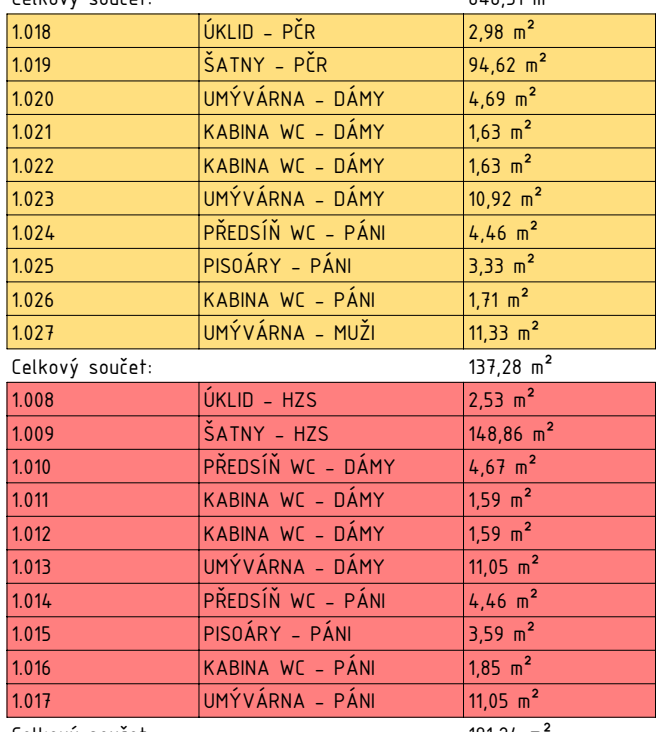 1.018 ÚKLID - PČR 2,98 m²
1.019 ŠATNY - PČR 94,62 m²
1.020 UMÝVÁRNA - DÁMY 4,69 m²
1.021 KABINA WC - DÁMY 1,63 m²
1.022 KABINA WC - DÁMY 1,63 m²
1.023 UMÝVÁRNA - DÁMY 10,92 m²
1.024 PŘEDSÍŇ WC - PÁNI 4,46 m²
1.025 PISOÁRY - PÁNI 3,33 m²
1.026 KABINA WC - PÁNI 1,71 m²
1.027 UMÝVÁRNA - MUŽI 11,33 m²
Celkový součet: 137,28 m²
1.008 ÚKLID - HZS 2,53 m²
1.009 ŠATNY - HZS 148,86 m²
1.010 PŘEDSÍŇ WC - DÁMY 4,67 m²
1.011 KABINA WC - DÁMY 1,59 m²
1.012 KABINA WC - DÁMY 1,59 m²
1.013 UMÝVÁRNA - DÁMY 11,05 m²
1.014 PŘEDSÍŇ WC - PÁNI 4,46 m²
1.015 PISOÁRY - PÁNI 3,59 m²
1.016 KABINA WC - PÁNI 1,85 m²
1.017 UMÝVÁRNA - PÁNI 11,05 m²